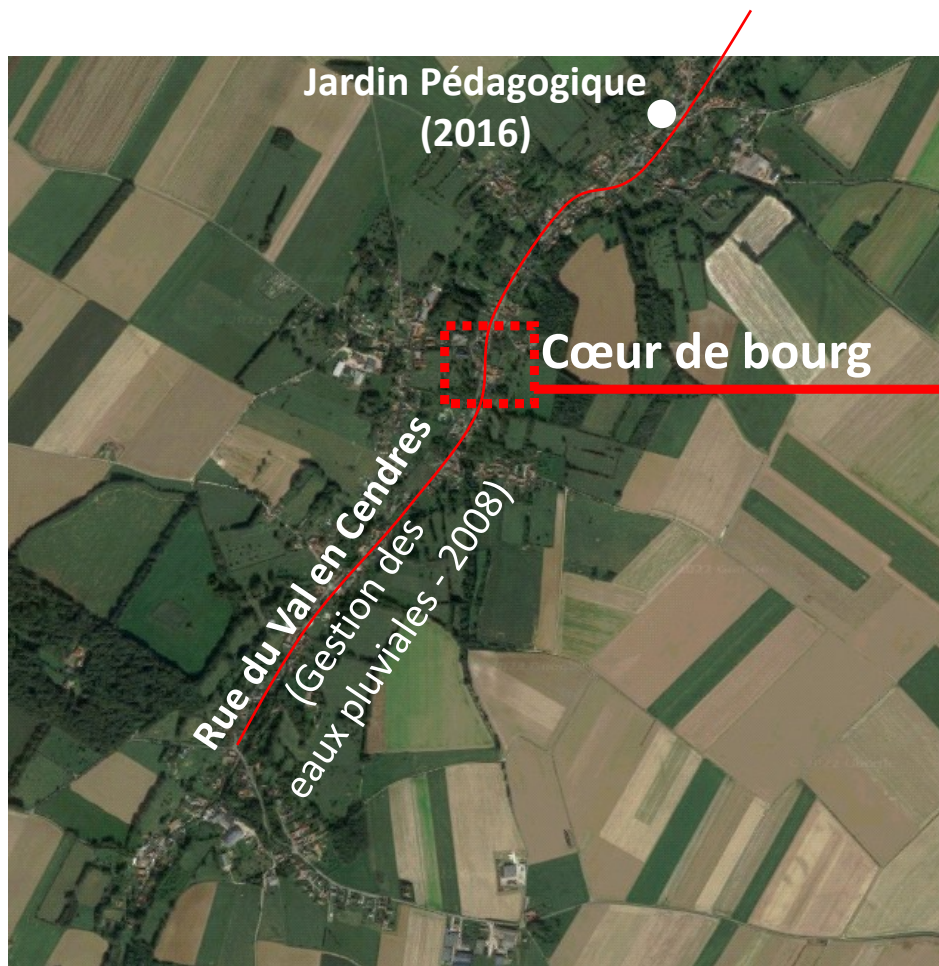 Jardin Pédagogique
(2016)
Cœur de bourg
Rue du Val en Cendres
(Gestion des
eaux pluviales - 2008)